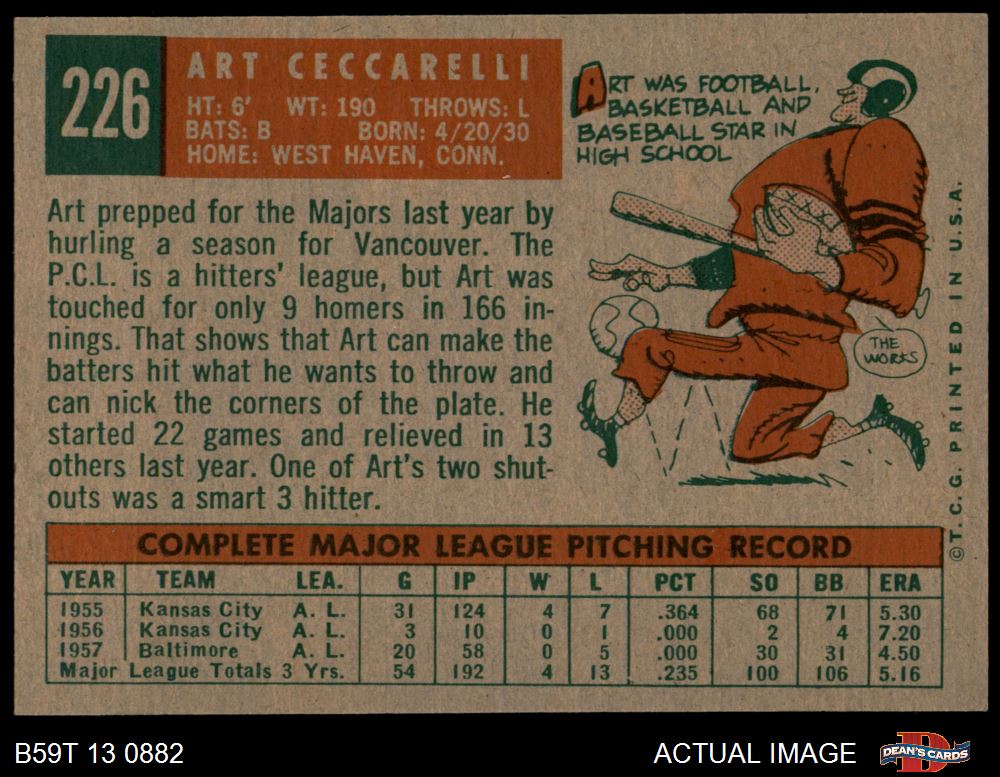 226
ART CECCARELLI
HT: 6' WT: 190 THROWS: L
BATS: B BORN: 4/20/30
HOME: WEST HAVEN, CONN.
ART WAS FOOTBALL,
BASKETBALL AND
BASEBALL STAR IN
HIGH SCHOOL
THE
WORKS
Art prepped for the Majors last year by
hurling a season for Vancouver. The
P.C.L. is a hitters' league, but Art was
touched for only 9 homers in 166 in-
nings. That shows that Art can make the
batters hit what he wants to throw and
can nick the corners of the plate. He
started 22 games and relieved in 13
others last year. One of Art's two shut-
outs was a smart 3 hitter.
©T.C.G. PRINTED IN U.S.A.
COMPLETE MAJOR LEAGUE PITCHING RECORD
YEAR TEAM LEA. G IP W L PCT SO BB ERA
1955 Kansas City A. L. 31 124 4 7 .364 68 71 5.30
1956 Kansas City A. L. 3 10 0 1 .000 2 4 7.20
1957 Baltimore A. L. 20 58 0 5 .000 30 31 4.50
Major League Totals 3 Yrs. 54 192 4 13 .235 100 106 5.16
B59T 13 0882
ACTUAL IMAGE
D
DEAN'S CARDS